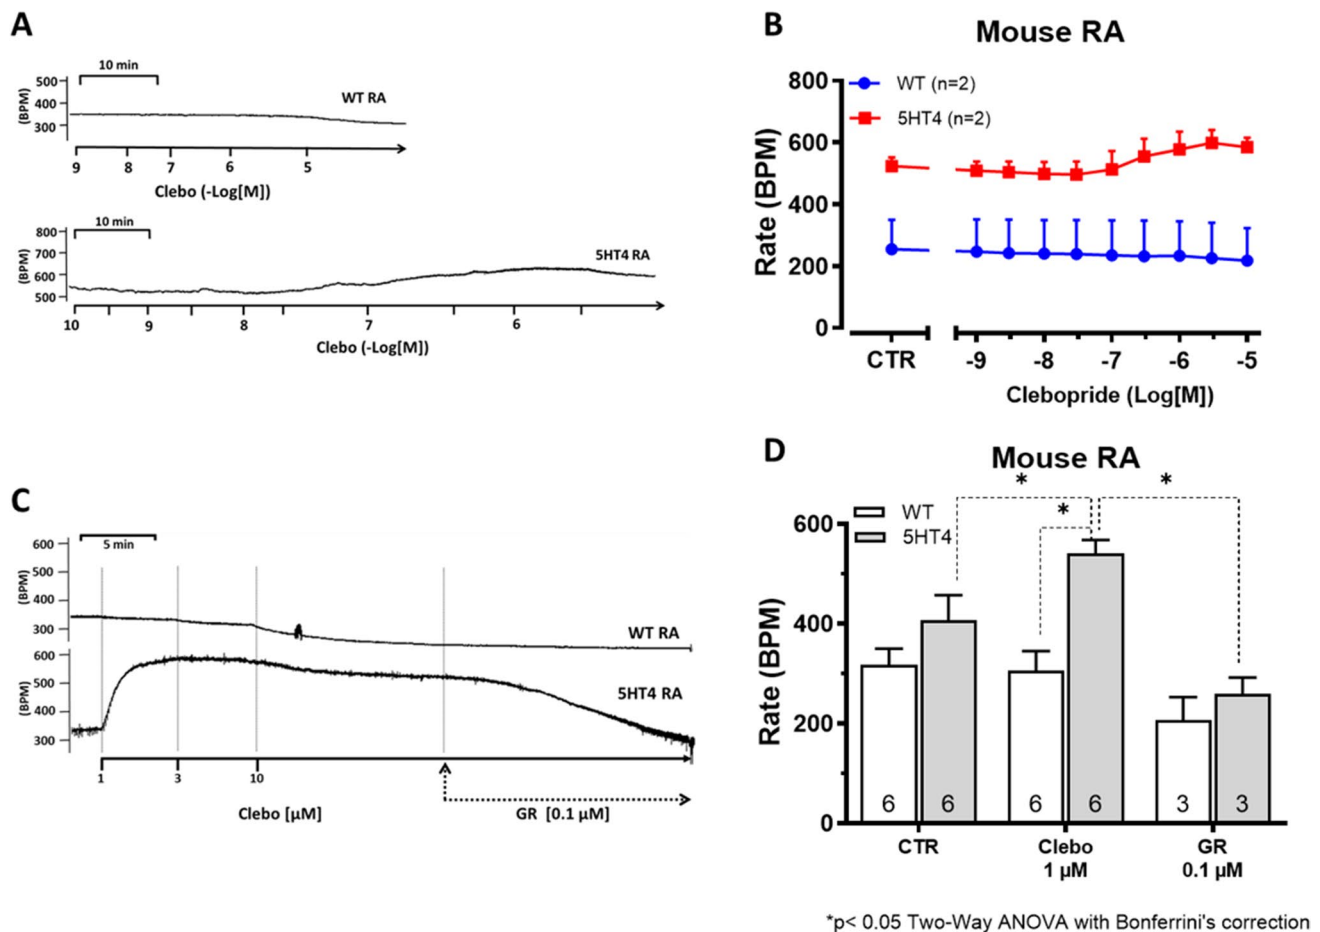 A
10 min
500
400
300
(BPM)
WT RA
9 8 7 6 5
Clebo (-Log[M])
10 min
800
700
600
500
(BPM)
5HT4 RA
10 9 8 7 6
Clebo (-Log[M])
B
Mouse RA
WT (n=2)
5HT4 (n=2)
800
600
400
200
0
Rate (BPM)
CTR -9 -8 -7 -6 -5
Clebopride (Log[M])
C
5 min
600
500
400
300
(BPM)
WT RA
600
500
400
300
(BPM)
5HT4 RA
1 3 10
Clebo [µM]
GR [0.1 µM]
D
Mouse RA
* * *
WT
5HT4
600
400
200
0
Rate (BPM)
6 6 6 6 3 3
CTR Clebo GR
1 µM 0.1 µM
*p< 0.05 Two-Way ANOVA with Bonferrini's correction